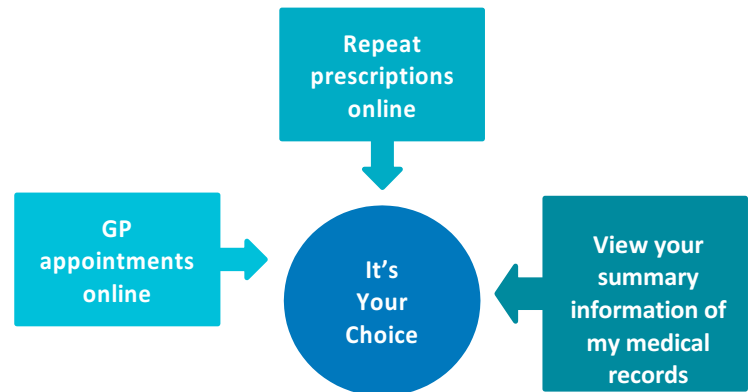 Repeat
prescriptions
online
GP
appointments
online
It’s
Your
Choice
View your
summary
information of
my medical
records